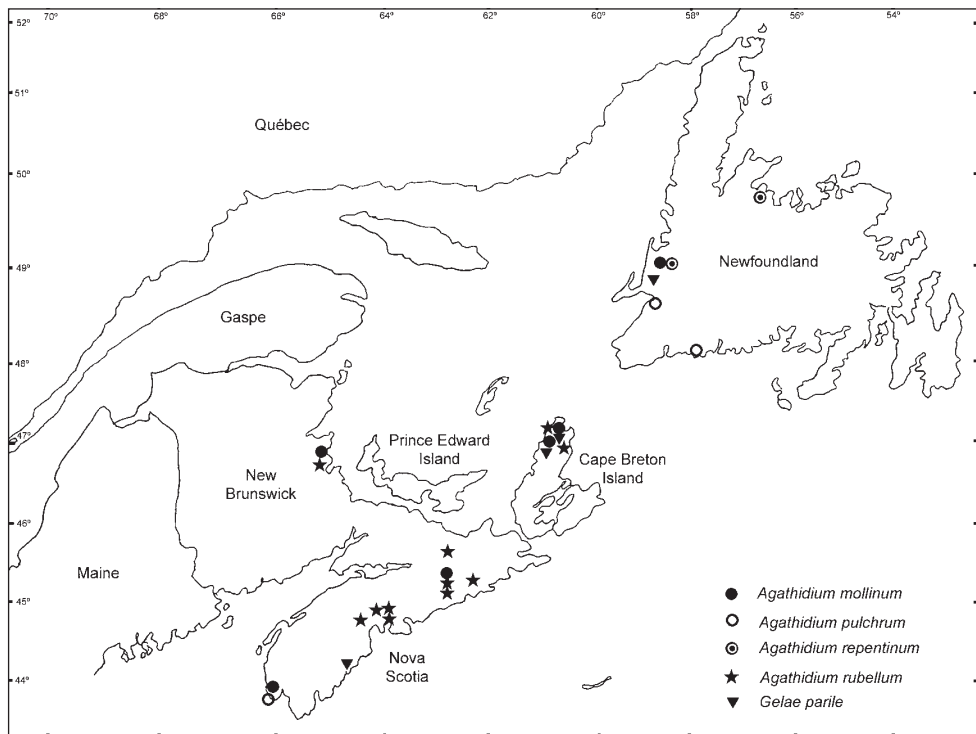 70° 68° 66° 64° 62° 60° 58° 56° 54°
52°
51°
Québec
50°
49°
Newfoundland
Gaspe
48°
47°
Prince Edward
Island
Cape Breton
Island
New
Brunswick
46°
Maine
45°
Agathidium mollinum
Agathidium pulchrum
Agathidium repentinum
Nova
Scotia
Agathidium rubellum
44°
Gelae parile